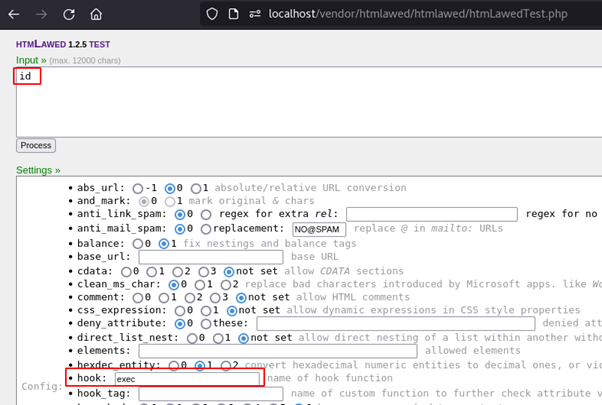 localhost/vendor/htmlawed/htmlawed/htmLawedTest.php
HTMLAWED 1.2.5 TEST
Input » (max. 12000 chars)
id
Process
Settings »
• abs_url: -1 0 1 absolute/relative URL conversion
• and_mark: 0 1 mark original & chars
• anti_link_spam: 0 regex for extra rel: regex for no
• anti_mail_spam: 0 replacement: NO@SPAM replace @ in mailto: URLs
• balance: 0 1 fix nestings and balance tags
• base_url: base URL
• cdata: 0 1 2 3 not set allow CDATA sections
• clean_ms_char: 0 1 2 replace bad characters introduced by Microsoft apps. like Wo
• comment: 0 1 2 3 not set allow HTML comments
• css_expression: 0 1 not set allow dynamic expressions in CSS style properties
• deny_attribute: 0 these: denied att
• direct_list_nest: 0 1 not set allow direct nesting of a list within another witho
• elements: allowed elements
• hexdec_entity: 0 1 2 convert hexadecimal numeric entities to decimal ones, or vic
• hook: exec name of hook function
Config:
• hook_tag: name of custom function to further check attribute v